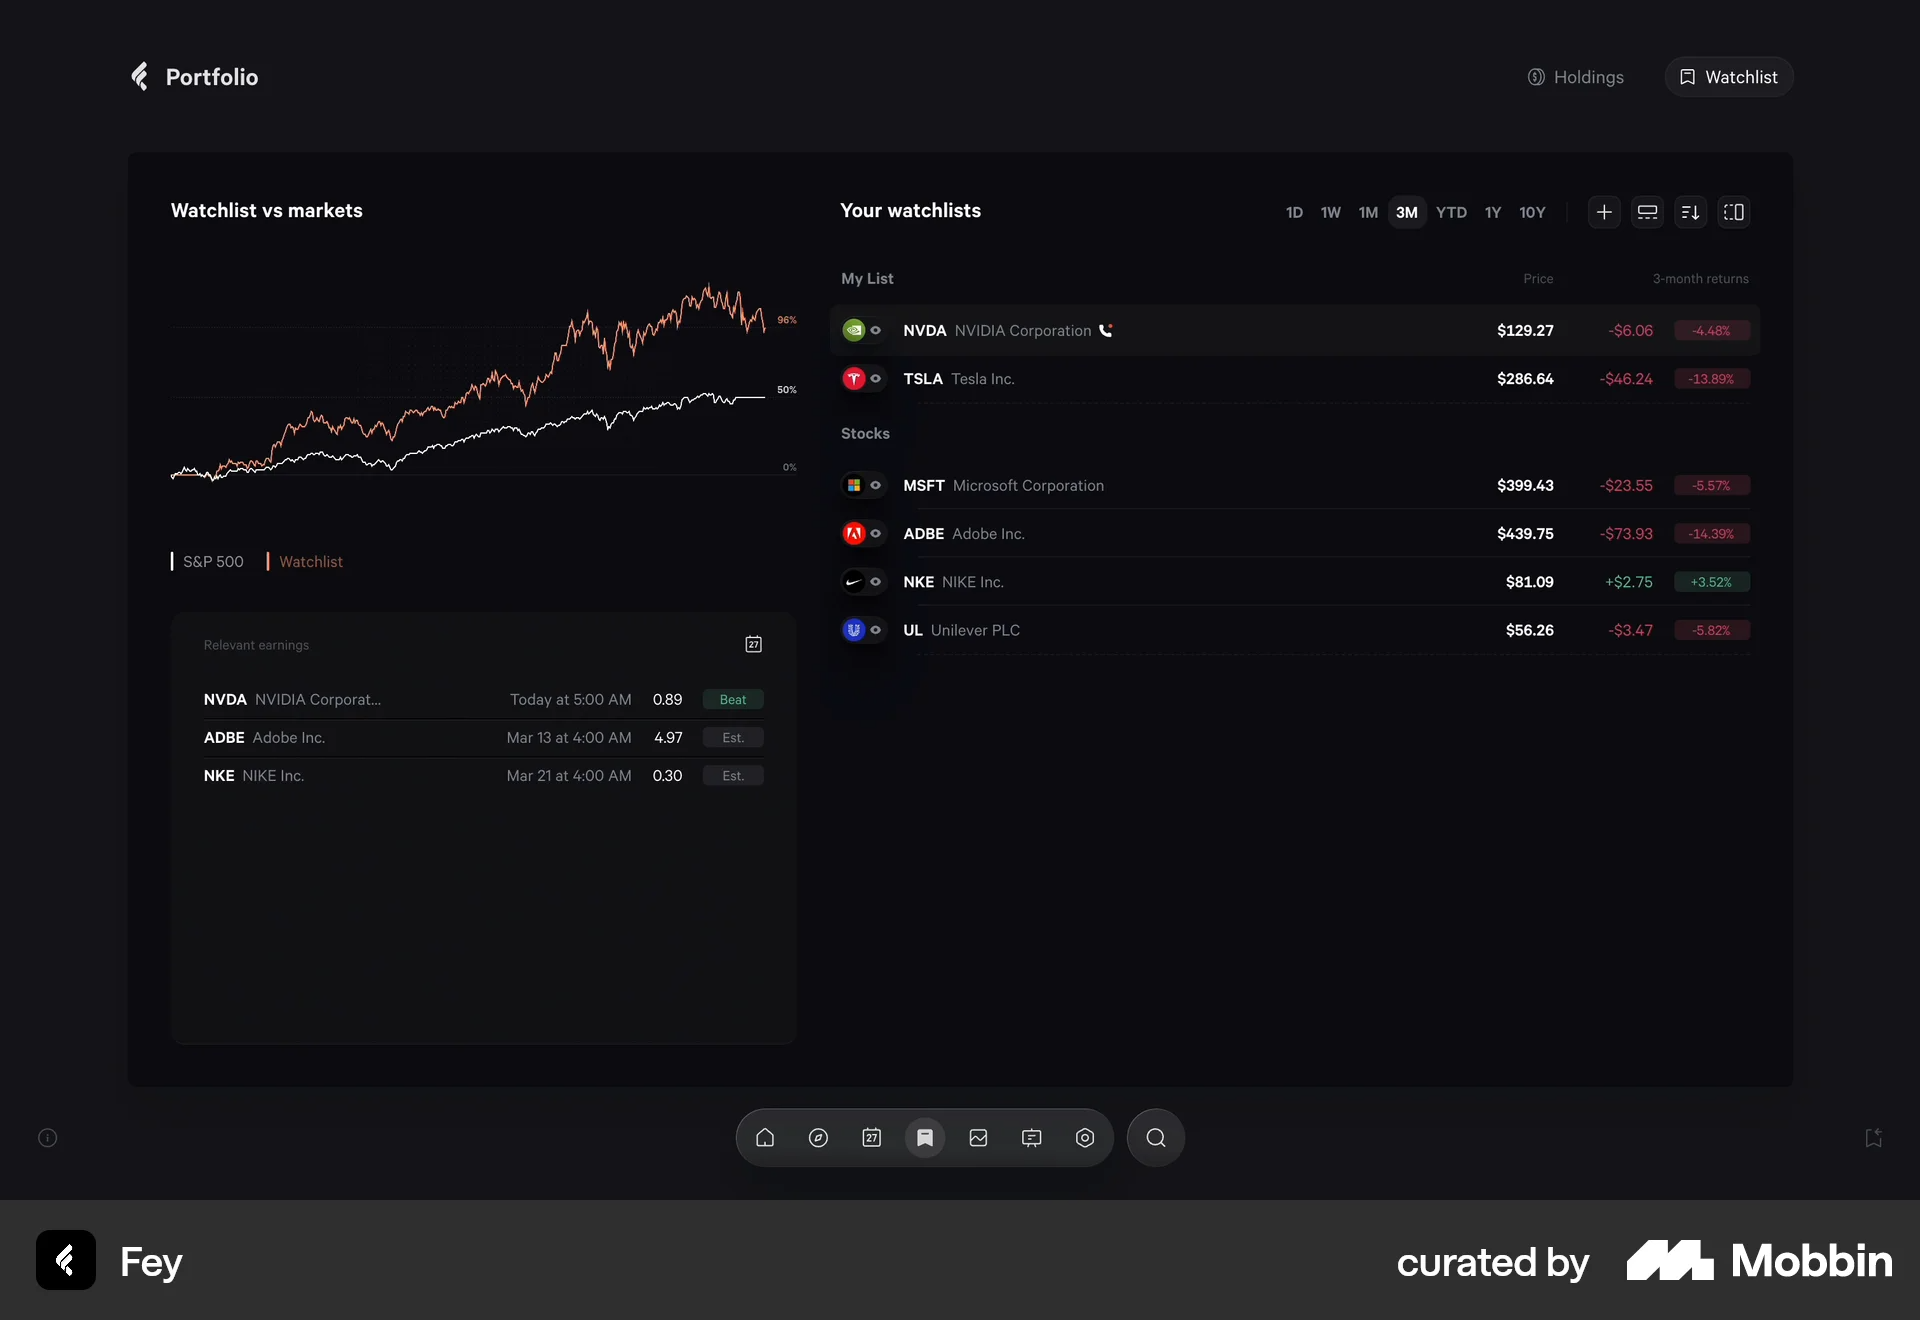 Portfolio
Holdings
Watchlist
Watchlist vs markets
96%
50%
0%
S&P 500
Watchlist
Relevant earnings
27
NVDA NVIDIA Corporat... Today at 5:00 AM 0.89 Beat
ADBE Adobe Inc. Mar 13 at 4:00 AM 4.97 Est.
NKE NIKE Inc. Mar 21 at 4:00 AM 0.30 Est.
Your watchlists
1D 1W 1M 3M YTD 1Y 10Y
My List Price 3-month returns
NVDA NVIDIA Corporation $129.27 -$6.06 -4.48%
TSLA Tesla Inc. $286.64 -$46.24 -13.89%
Stocks
MSFT Microsoft Corporation $399.43 -$23.55 -5.57%
ADBE Adobe Inc. $439.75 -$73.93 -14.39%
NKE NIKE Inc. $81.09 +$2.75 +3.52%
UL Unilever PLC $56.26 -$3.47 -5.82%
27
Fey
curated by Mobbin